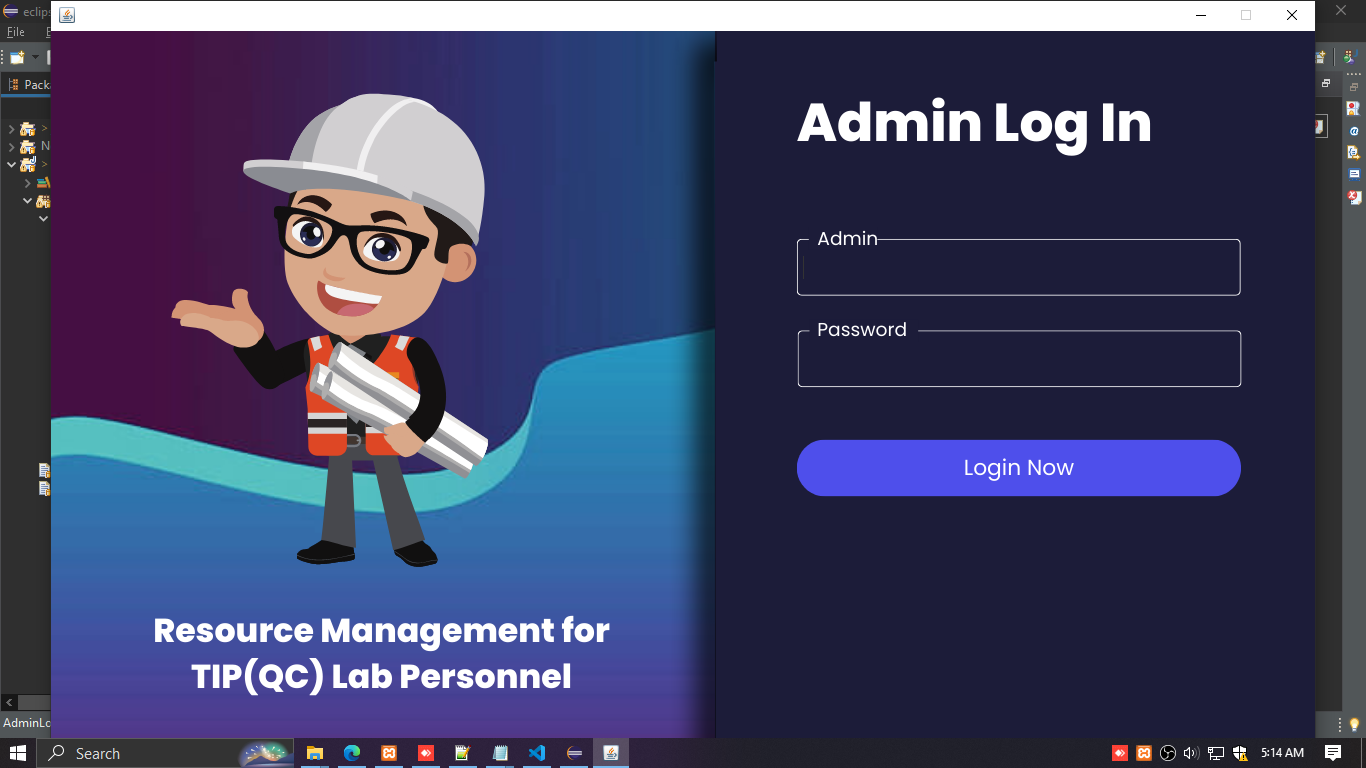 eclips
File
E
Pack
N
AdminLo
Admin Log In
Admin
Password
Login Now
Resource Management for
TIP(QC) Lab Personnel
Search
5:14 AM